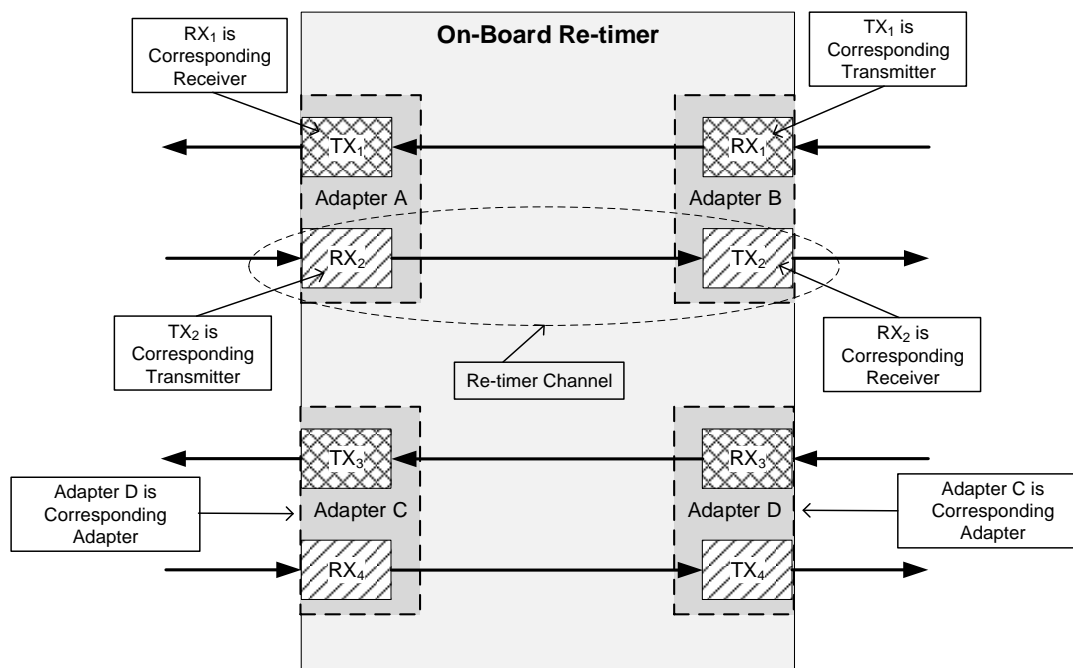 On-Board Re-timer
RX₁ is
Corresponding
Receiver
TX₁ is
Corresponding
Transmitter
TX₁
RX₁
Adapter A
Adapter B
RX₂
TX₂
TX₂ is
Corresponding
Transmitter
Re-timer Channel
RX₂ is
Corresponding
Receiver
TX₃
RX₃
Adapter D is
Corresponding
Adapter
Adapter C
Adapter D
Adapter C is
Corresponding
Adapter
RX₄
TX₄